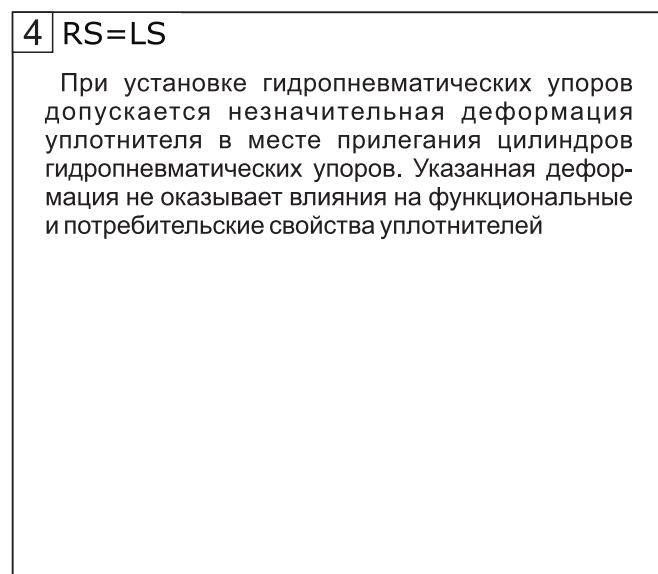 4 RS=LS
При установке гидропневматических упоров
допускается незначительная деформация
уплотнителя в месте прилегания цилиндров
гидропневматических упоров. Указанная дефор-
мация не оказывает влияния на функциональные
и потребительские свойства уплотнителей